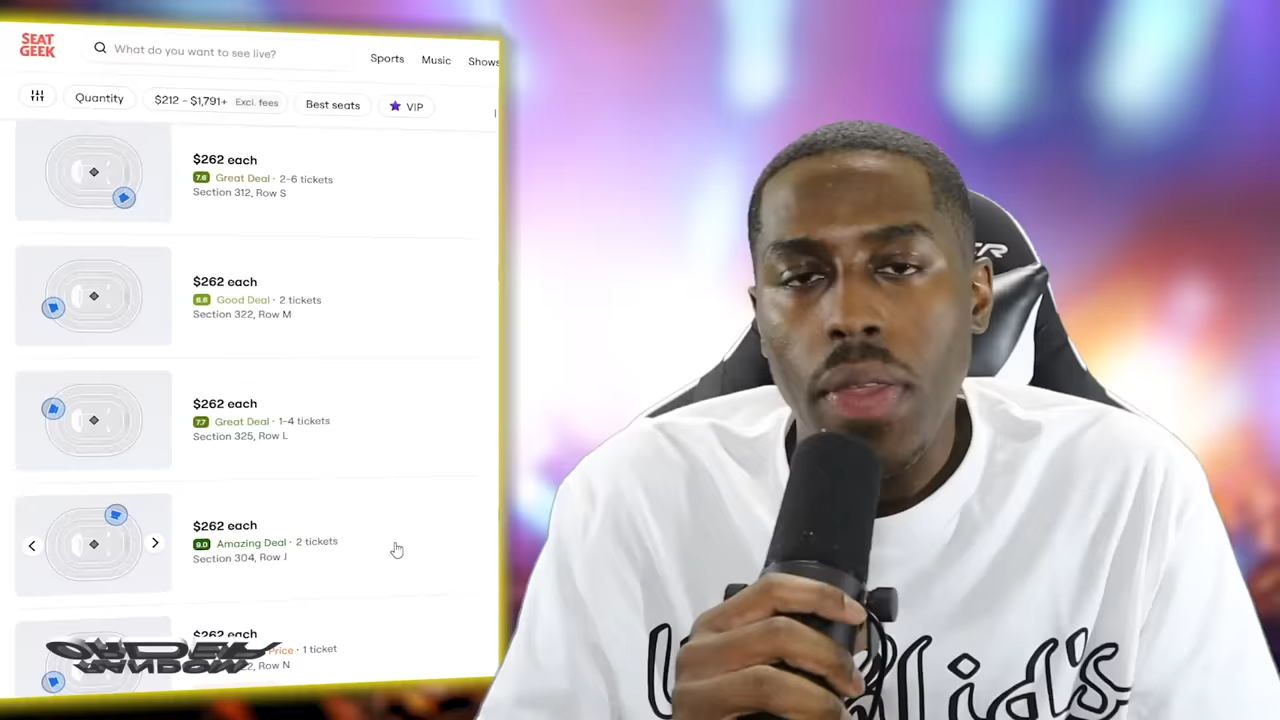 SEAT
GEEK
What do you want to see live?
Sports
Music
Shows
Quantity
$212 – $1,791+ Excl. fees
Best seats
VIP
$262 each
7.6 Great Deal · 2–6 tickets
Section 312, Row S
$262 each
6.6 Good Deal · 2 tickets
Section 322, Row M
$262 each
7.7 Great Deal · 1–4 tickets
Section 325, Row L
$262 each
9.0 Amazing Deal · 2 tickets
Section 304, Row J
$262 each
Price · 1 ticket
Row N